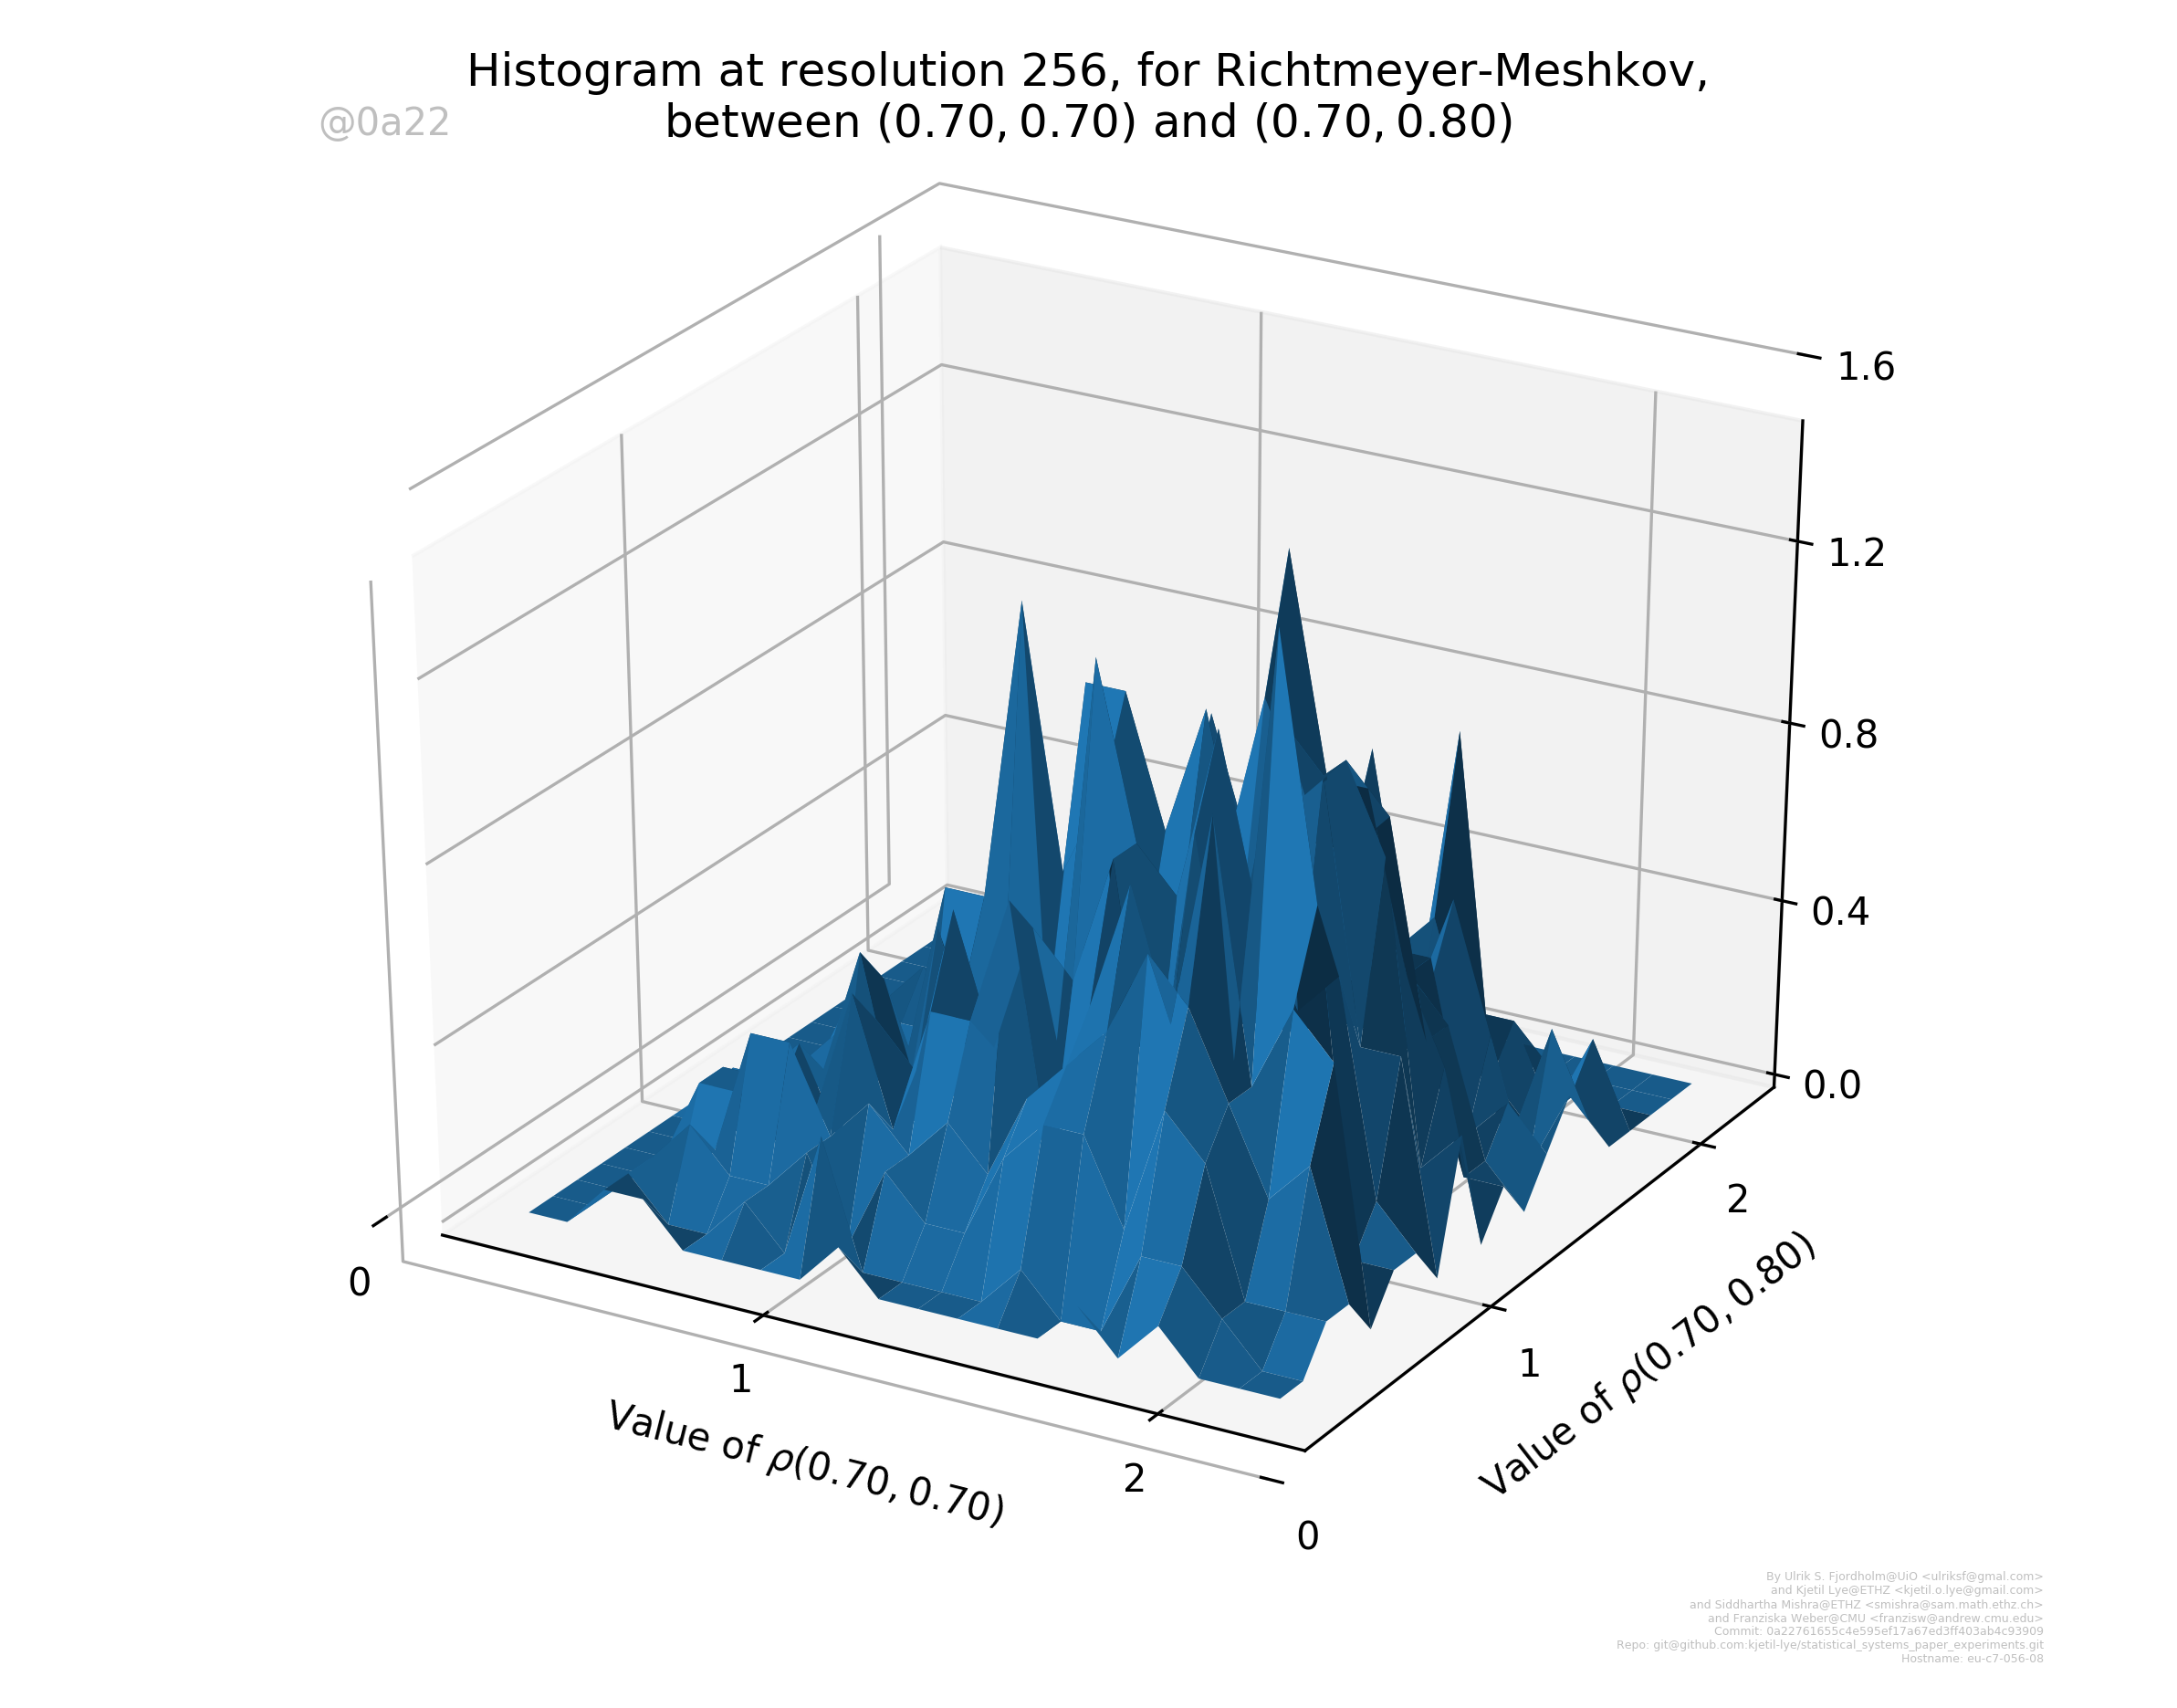 Histogram at resolution 256, for Richtmeyer-Meshkov,
between (0.70, 0.70) and (0.70, 0.80)
@0a22
1.6
1.2
0.8
0.4
0.0
0
1
2
Value of ρ(0.70, 0.70)
0
1
2
Value of ρ(0.70, 0.80)
By Ulrik S. Fjordholm@UiO <ulriksf@gmal.com>
and Kjetil Lye@ETHZ <kjetil.o.lye@gmail.com>
and Siddhartha Mishra@ETHZ <smishra@sam.math.ethz.ch>
and Franziska Weber@CMU <franzisw@andrew.cmu.edu>
Commit: 0a22761655c4e595ef17a67ed3ff403ab4c93909
Repo: git@github.com:kjetil-lye/statistical_systems_paper_experiments.git
Hostname: eu-c7-056-08